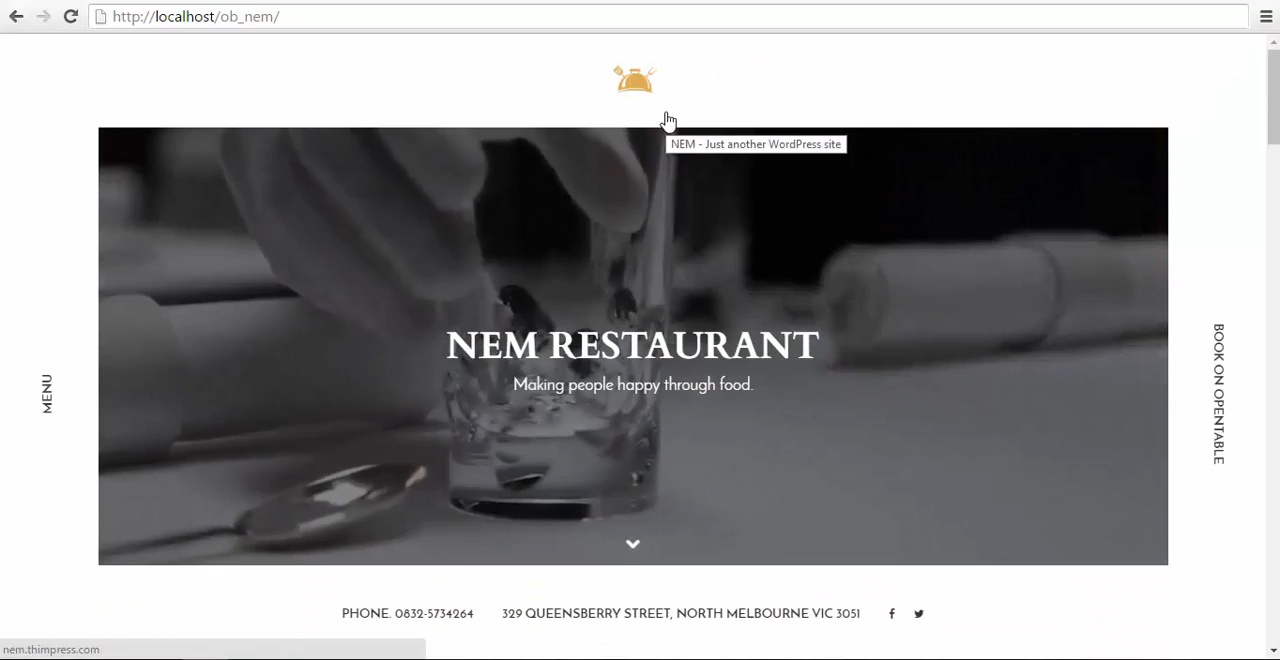 http://localhost/ob_nem/
NEM - Just another WordPress site
NEM RESTAURANT
Making people happy through food.
MENU
BOOK ON OPENTABLE
PHONE. 0832-5734264
329 QUEENSBERRY STREET, NORTH MELBOURNE VIC 3051
nem.thimpress.com